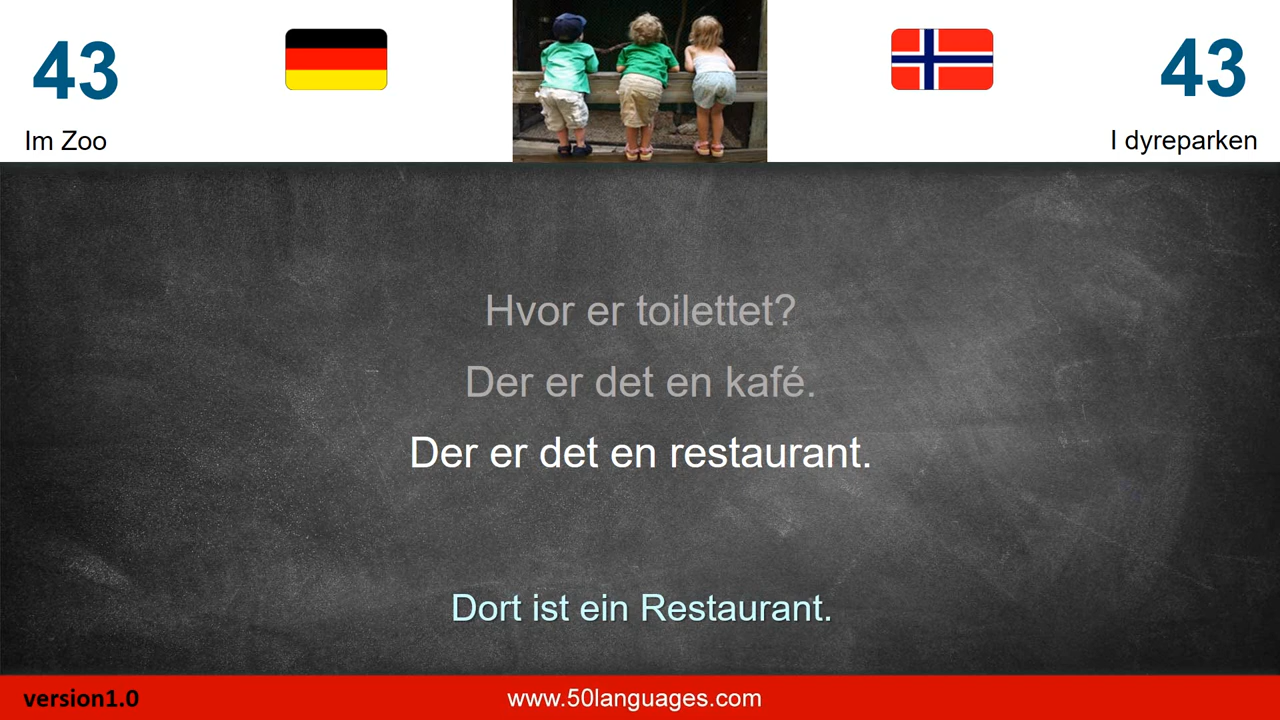 43
43
Im Zoo
I dyreparken
Hvor er toilettet?
Der er det en kafé.
Der er det en restaurant.
Dort ist ein Restaurant.
version1.0
www.50languages.com